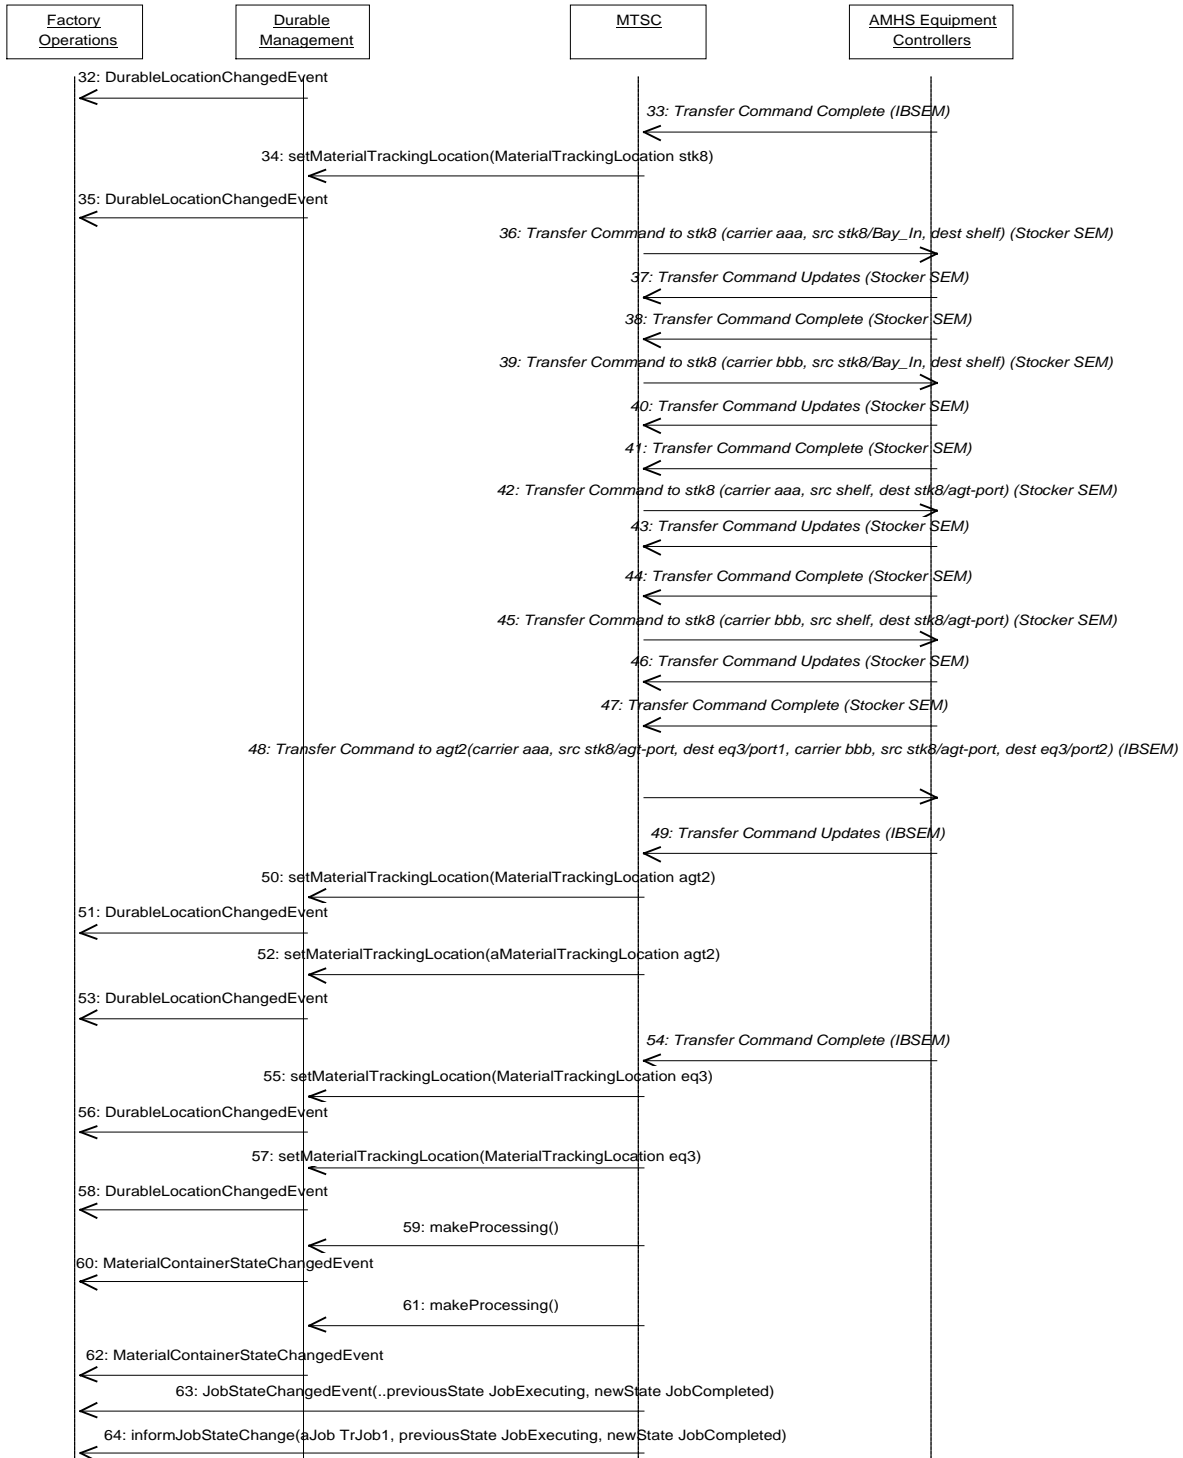 Factory
Operations
Durable
Management
MTSC
AMHS Equipment
Controllers
32: DurableLocationChangedEvent
33: Transfer Command Complete (IBSEM)
34: setMaterialTrackingLocation(MaterialTrackingLocation stk8)
35: DurableLocationChangedEvent
36: Transfer Command to stk8 (carrier aaa, src stk8/Bay_In, dest shelf) (Stocker SEM)
37: Transfer Command Updates (Stocker SEM)
38: Transfer Command Complete (Stocker SEM)
39: Transfer Command to stk8 (carrier bbb, src stk8/Bay_In, dest shelf) (Stocker SEM)
40: Transfer Command Updates (Stocker SEM)
41: Transfer Command Complete (Stocker SEM)
42: Transfer Command to stk8 (carrier aaa, src shelf, dest stk8/agt-port) (Stocker SEM)
43: Transfer Command Updates (Stocker SEM)
44: Transfer Command Complete (Stocker SEM)
45: Transfer Command to stk8 (carrier bbb, src shelf, dest stk8/agt-port) (Stocker SEM)
46: Transfer Command Updates (Stocker SEM)
47: Transfer Command Complete (Stocker SEM)
48: Transfer Command to agt2(carrier aaa, src stk8/agt-port, dest eq3/port1, carrier bbb, src stk8/agt-port, dest eq3/port2) (IBSEM)
49: Transfer Command Updates (IBSEM)
50: setMaterialTrackingLocation(MaterialTrackingLocation agt2)
51: DurableLocationChangedEvent
52: setMaterialTrackingLocation(aMaterialTrackingLocation agt2)
53: DurableLocationChangedEvent
54: Transfer Command Complete (IBSEM)
55: setMaterialTrackingLocation(MaterialTrackingLocation eq3)
56: DurableLocationChangedEvent
57: setMaterialTrackingLocation(MaterialTrackingLocation eq3)
58: DurableLocationChangedEvent
59: makeProcessing()
60: MaterialContainerStateChangedEvent
61: makeProcessing()
62: MaterialContainerStateChangedEvent
63: JobStateChangedEvent(..previousState JobExecuting, newState JobCompleted)
64: informJobStateChange(aJob TrJob1, previousState JobExecuting, newState JobCompleted)